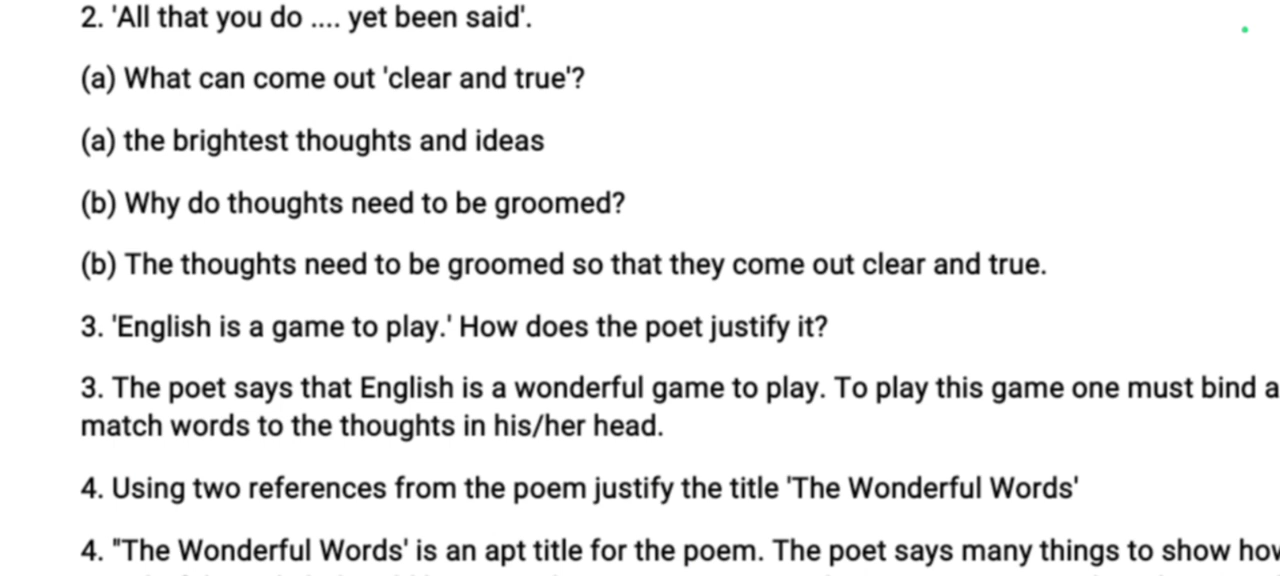 2. 'All that you do .... yet been said'.
(a) What can come out 'clear and true'?
(a) the brightest thoughts and ideas
(b) Why do thoughts need to be groomed?
(b) The thoughts need to be groomed so that they come out clear and true.
3. 'English is a game to play.' How does the poet justify it?
3. The poet says that English is a wonderful game to play. To play this game one must bind a
match words to the thoughts in his/her head.
4. Using two references from the poem justify the title 'The Wonderful Words'
4. "The Wonderful Words' is an apt title for the poem. The poet says many things to show how